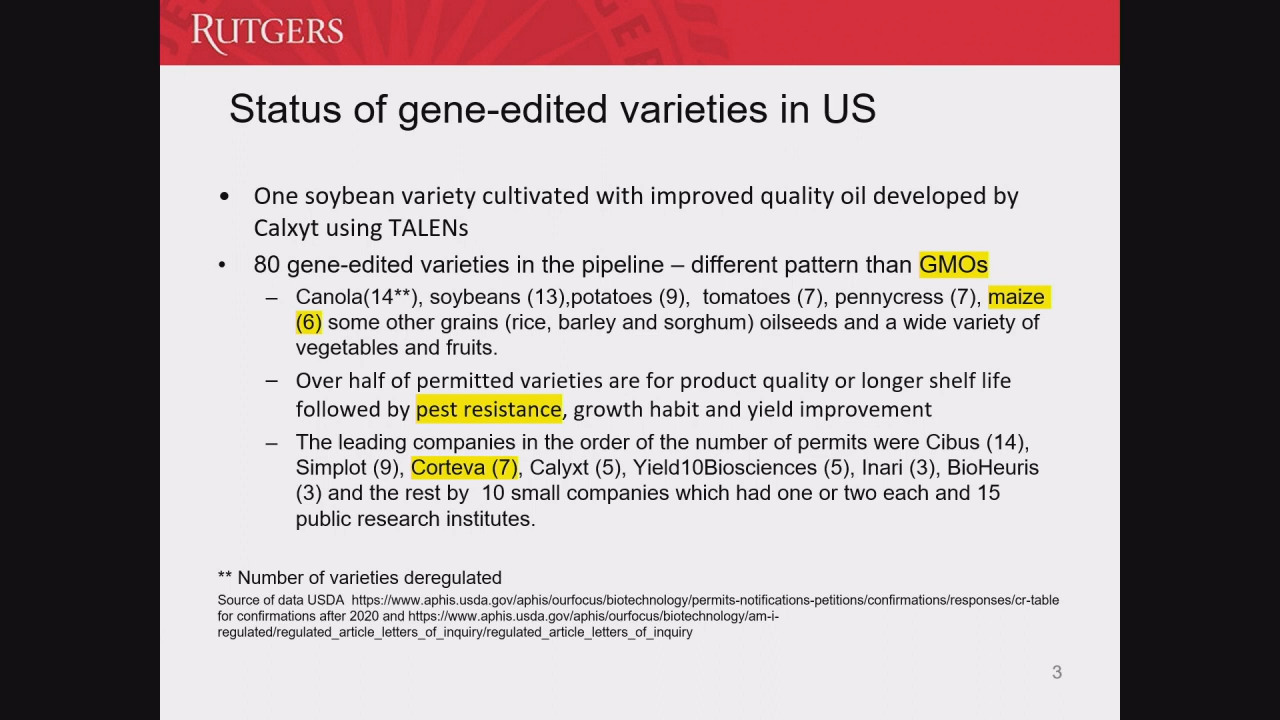 RUTGERS
Status of gene-edited varieties in US
• One soybean variety cultivated with improved quality oil developed by
Calxyt using TALENs
• 80 gene-edited varieties in the pipeline – different pattern than GMOs
– Canola(14**), soybeans (13),potatoes (9), tomatoes (7), pennycress (7), maize
(6) some other grains (rice, barley and sorghum) oilseeds and a wide variety of
vegetables and fruits.
– Over half of permitted varieties are for product quality or longer shelf life
followed by pest resistance, growth habit and yield improvement
– The leading companies in the order of the number of permits were Cibus (14),
Simplot (9), Corteva (7), Calyxt (5), Yield10Biosciences (5), Inari (3), BioHeuris
(3) and the rest by 10 small companies which had one or two each and 15
public research institutes.
** Number of varieties deregulated
Source of data USDA https://www.aphis.usda.gov/aphis/ourfocus/biotechnology/permits-notifications-petitions/confirmations/responses/cr-table
for confirmations after 2020 and https://www.aphis.usda.gov/aphis/ourfocus/biotechnology/am-i-
regulated/regulated_article_letters_of_inquiry/regulated_article_letters_of_inquiry
3